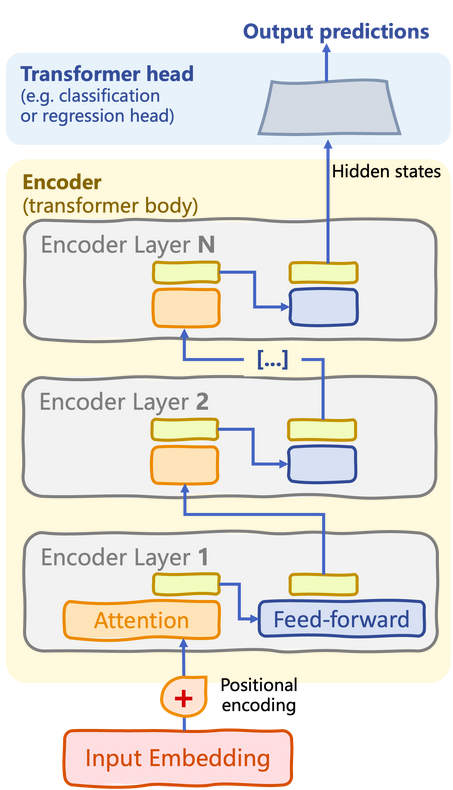 Output predictions
Transformer head
(e.g. classification
or regression head)
Hidden states
Encoder
(transformer body)
Encoder Layer N
[...]
Encoder Layer 2
Encoder Layer 1
Attention
Feed-forward
+
Positional
encoding
Input Embedding